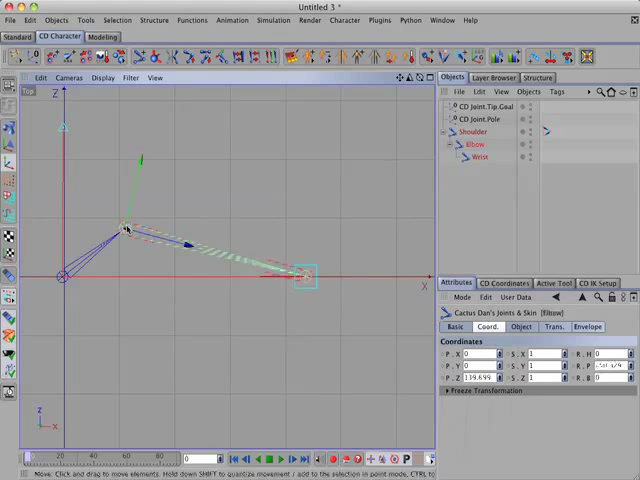 Untitled 3 *
File Edit Objects Tools Selection Structure Functions Animation Simulation Render Character Plugins Python Window Help
Standard CD Character Modeling
Edit Cameras Display Filter View
Top
Z
X
Z
X
Objects Layer Browser Structure
File Edit View Objects Tags
CD Joint.Tip.Goal
CD Joint.Pole
Shoulder
Elbow
Wrist
Attributes CD Coordinates Active Tool CD IK Setup
Mode Edit User Data
Cactus Dan's Joints & Skin [Elbow]
Basic Coord. Object Trans. Envelope
Coordinates
P . X 0 S . X 1 R . H 0
P . Y 0 S . Y 1 R . P
P . Z 119.699 S . Z 1 R . B 0
Freeze Transformation
0 20 40 60 80 100 0
Move: Click and drag to move elements. Hold down SHIFT to quantize movement / add to the selection in point mode, CTRL to